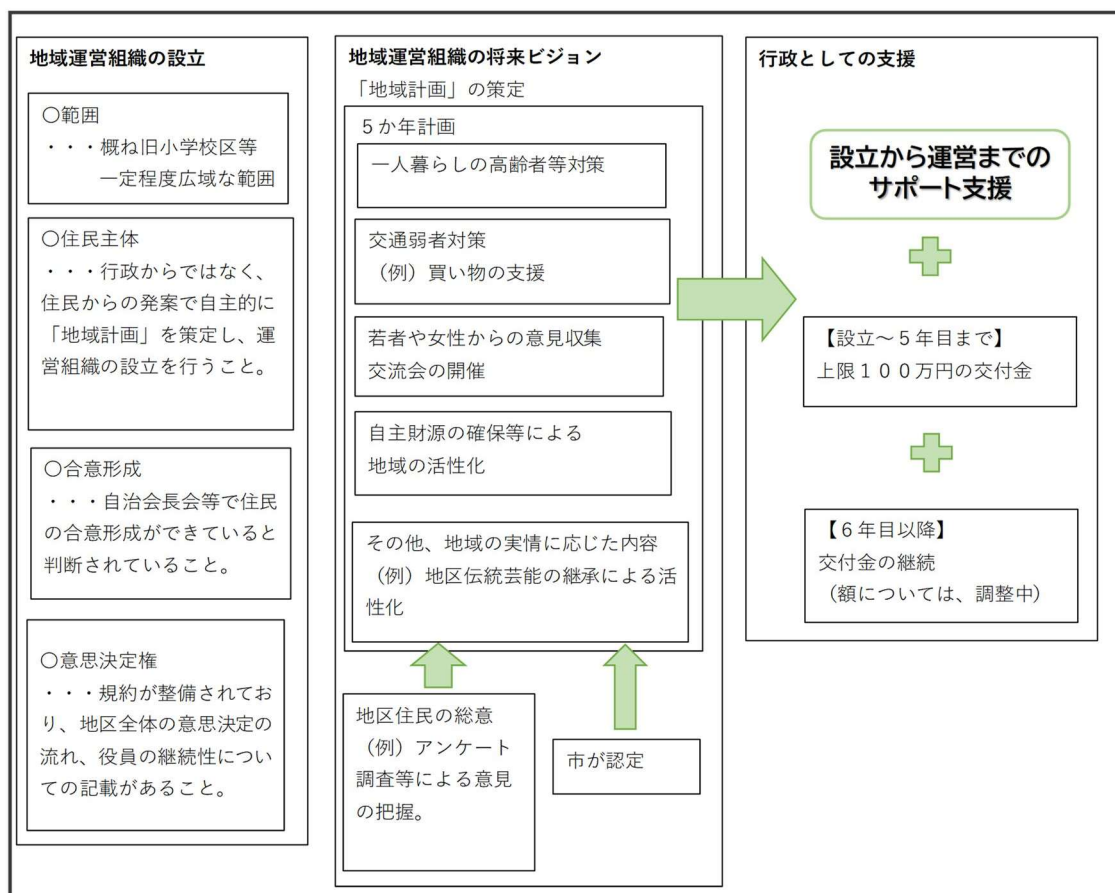 地域運営組織の設立
○範囲
・・・概ね旧小学校区等
一定程度広域な範囲
○住民主体
・・・行政からではなく、
住民からの発案で自主的に
「地域計画」を策定し、運
営組織の設立を行うこと。
○合意形成
・・・自治会長会等で住民
の合意形成ができていると
判断されていること。
○意思決定権
・・・規約が整備されてお
り、地区全体の意思決定の
流れ、役員の継続性につい
ての記載があること。
地域運営組織の将来ビジョン
「地域計画」の策定
５か年計画
一人暮らしの高齢者等対策
交通弱者対策
（例）買い物の支援
若者や女性からの意見収集
交流会の開催
自主財源の確保等による
地域の活性化
その他、地域の実情に応じた内容
（例）地区伝統芸能の継承による活
性化
地区住民の総意
（例）アンケート
調査等による意見
の把握。
市が認定
行政としての支援
設立から運営までの
サポート支援
【設立～５年目まで】
上限１００万円の交付金
【６年目以降】
交付金の継続
（額については、調整中）